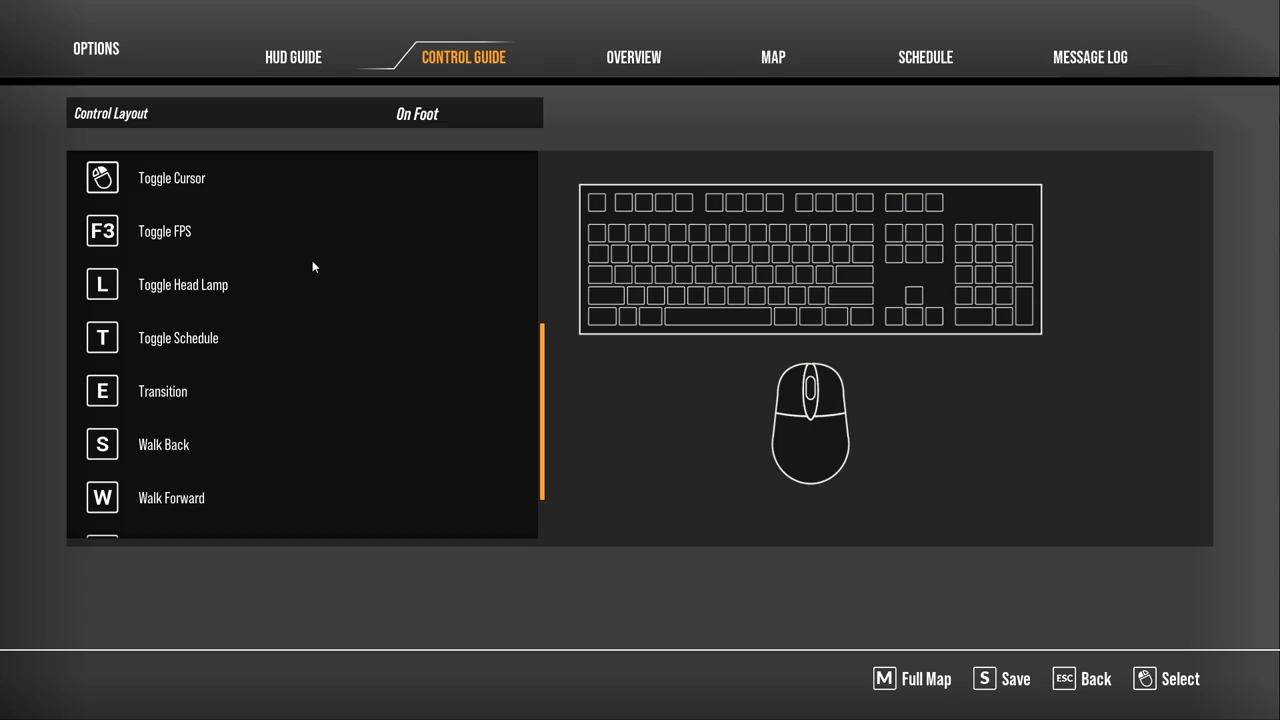 OPTIONS
HUD GUIDE
CONTROL GUIDE
OVERVIEW
MAP
SCHEDULE
MESSAGE LOG
Control Layout
On Foot
Toggle Cursor
F3 Toggle FPS
L Toggle Head Lamp
T Toggle Schedule
E Transition
S Walk Back
W Walk Forward
M Full Map
S Save
ESC Back
Select